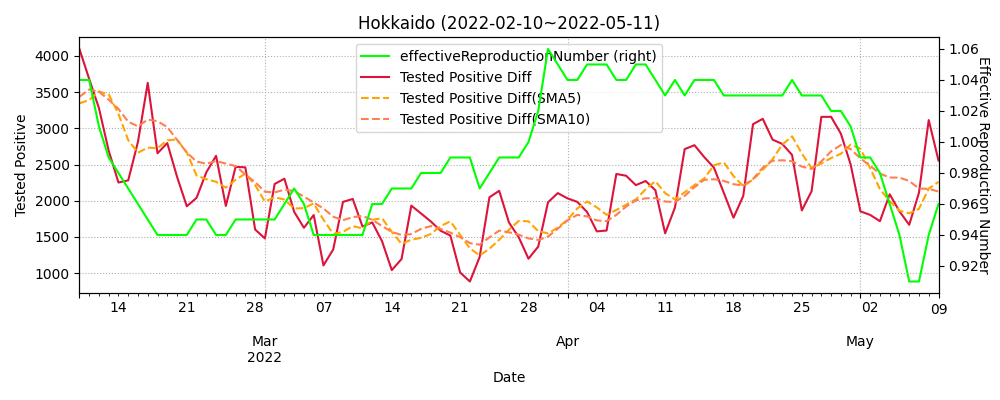 Hokkaido (2022-02-10~2022-05-11)
effectiveReproductionNumber (right)
Tested Positive Diff
Tested Positive Diff(SMA5)
Tested Positive Diff(SMA10)
Tested Positive
4000
3500
3000
2500
2000
1500
1000
1.06
1.04
1.02
1.00
0.98
0.96
0.94
0.92
Effective Reproduction Number
14 21 28 07 14 21 28 04 11 18 25 02 09
Mar Apr May
2022
Date